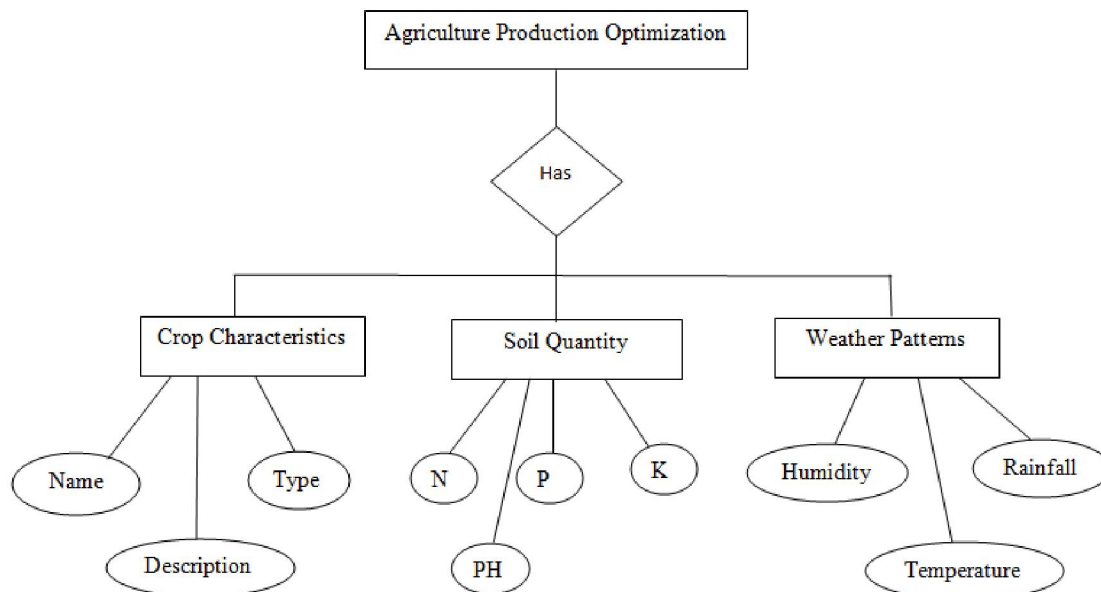 Agriculture Production Optimization
Has
Crop Characteristics
Soil Quantity
Weather Patterns
Name
Type
Description
N
P
K
PH
Humidity
Rainfall
Temperature